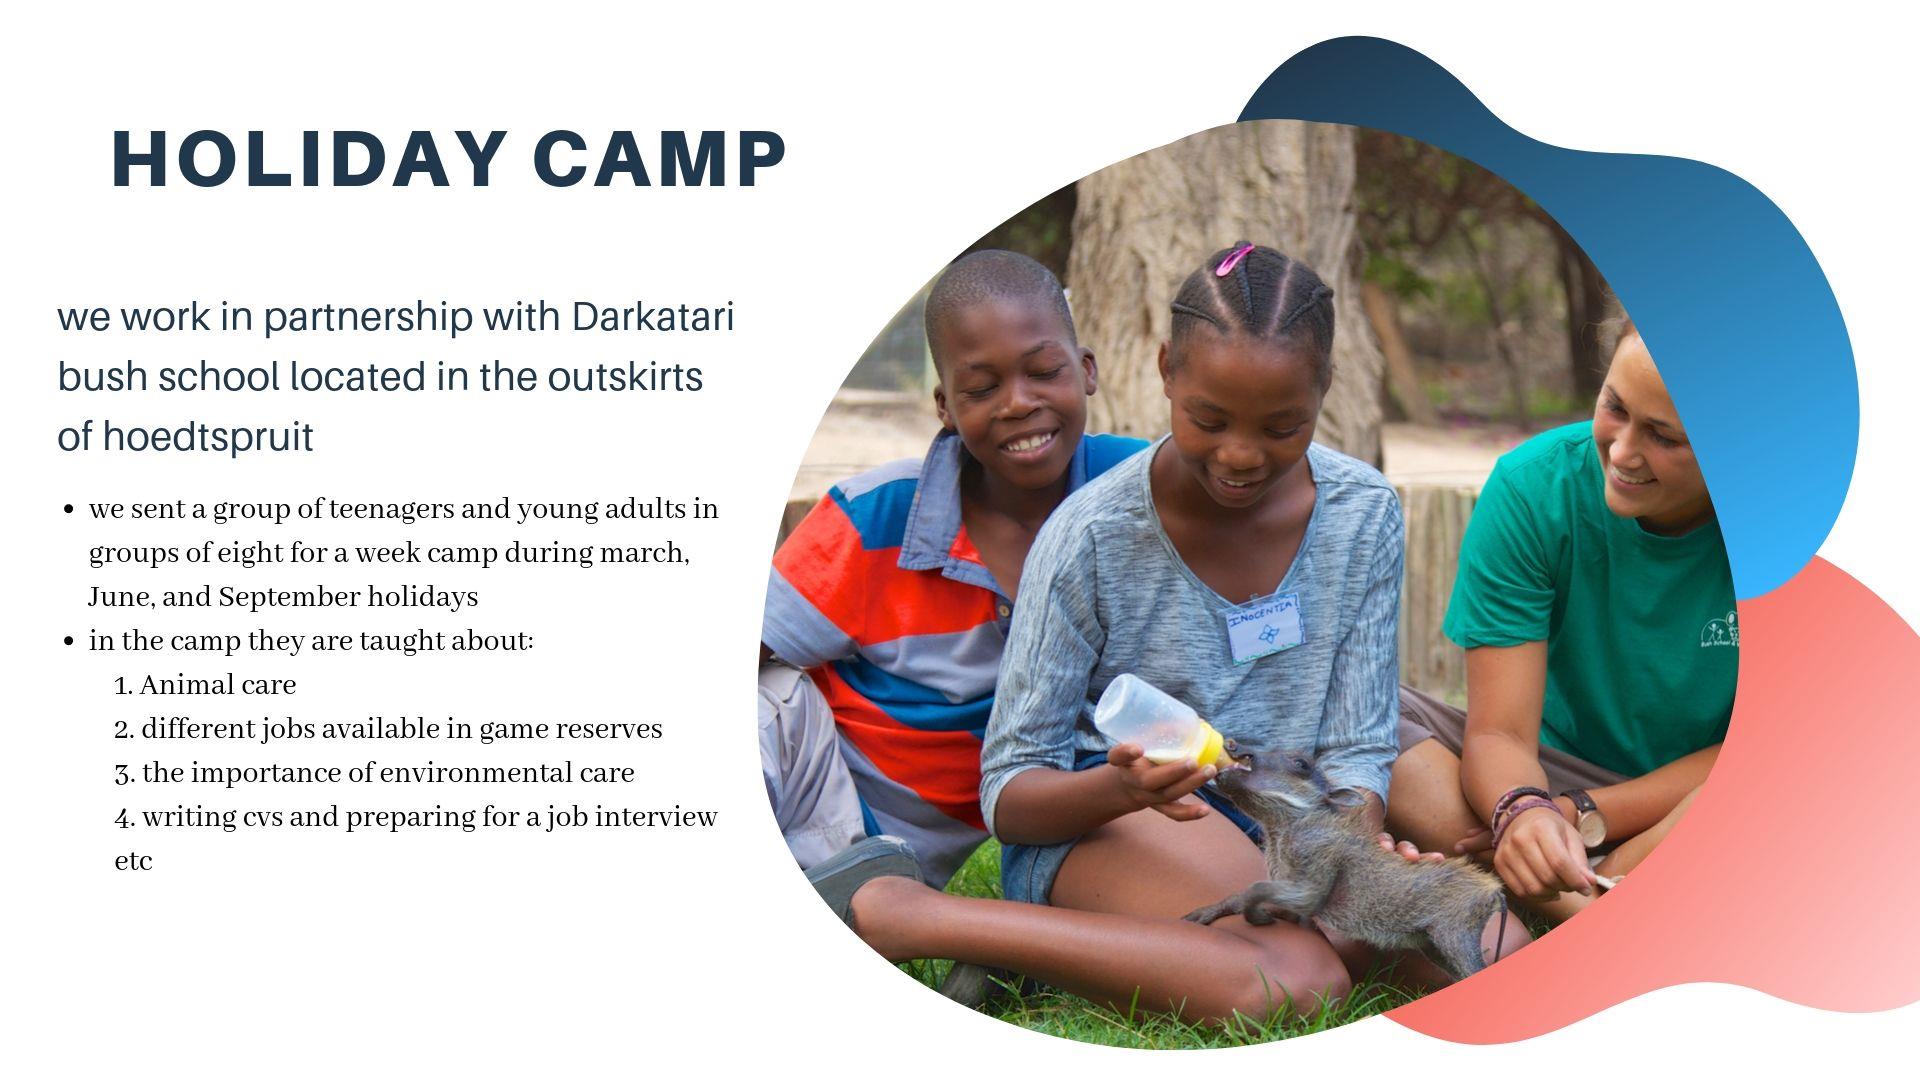 HOLIDAY CAMP
we work in partnership with Darkatari
bush school located in the outskirts
of hoedtspruit
• we sent a group of teenagers and young adults in
groups of eight for a week camp during march,
June, and September holidays
• in the camp they are taught about:
1. Animal care
2. different jobs available in game reserves
3. the importance of environmental care
4. writing cvs and preparing for a job interview
etc
INOCENTIA
Bush School